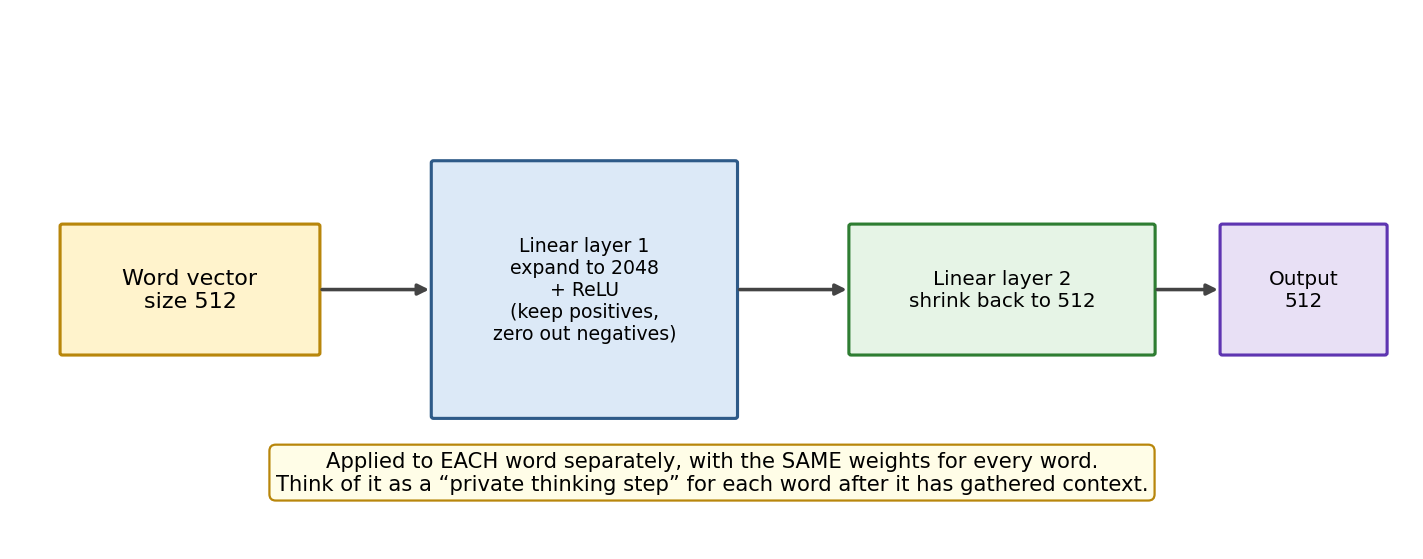 Word vector
size 512
Linear layer 1
expand to 2048
+ ReLU
(keep positives,
zero out negatives)
Linear layer 2
shrink back to 512
Output
512
Applied to EACH word separately, with the SAME weights for every word.
Think of it as a “private thinking step” for each word after it has gathered context.